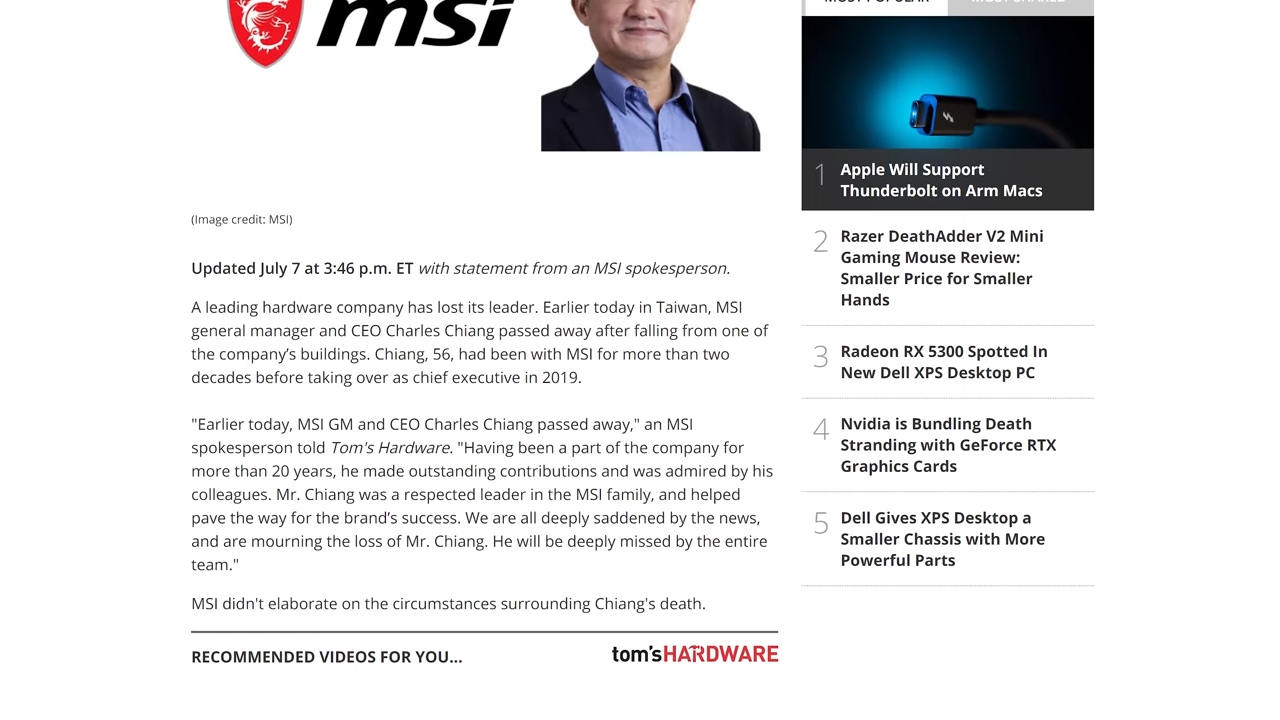 msi
MOST POPULAR
MOST SHARED
(Image credit: MSI)
Updated July 7 at 3:46 p.m. ET with statement from an MSI spokesperson.
A leading hardware company has lost its leader. Earlier today in Taiwan, MSI
general manager and CEO Charles Chiang passed away after falling from one of
the company’s buildings. Chiang, 56, had been with MSI for more than two
decades before taking over as chief executive in 2019.
"Earlier today, MSI GM and CEO Charles Chiang passed away," an MSI
spokesperson told Tom's Hardware. "Having been a part of the company for
more than 20 years, he made outstanding contributions and was admired by his
colleagues. Mr. Chiang was a respected leader in the MSI family, and helped
pave the way for the brand’s success. We are all deeply saddened by the news,
and are mourning the loss of Mr. Chiang. He will be deeply missed by the entire
team."
MSI didn't elaborate on the circumstances surrounding Chiang's death.
RECOMMENDED VIDEOS FOR YOU...
tom'sHARDWARE
1 Apple Will Support
Thunderbolt on Arm Macs
2 Razer DeathAdder V2 Mini
Gaming Mouse Review:
Smaller Price for Smaller
Hands
3 Radeon RX 5300 Spotted In
New Dell XPS Desktop PC
4 Nvidia is Bundling Death
Stranding with GeForce RTX
Graphics Cards
5 Dell Gives XPS Desktop a
Smaller Chassis with More
Powerful Parts